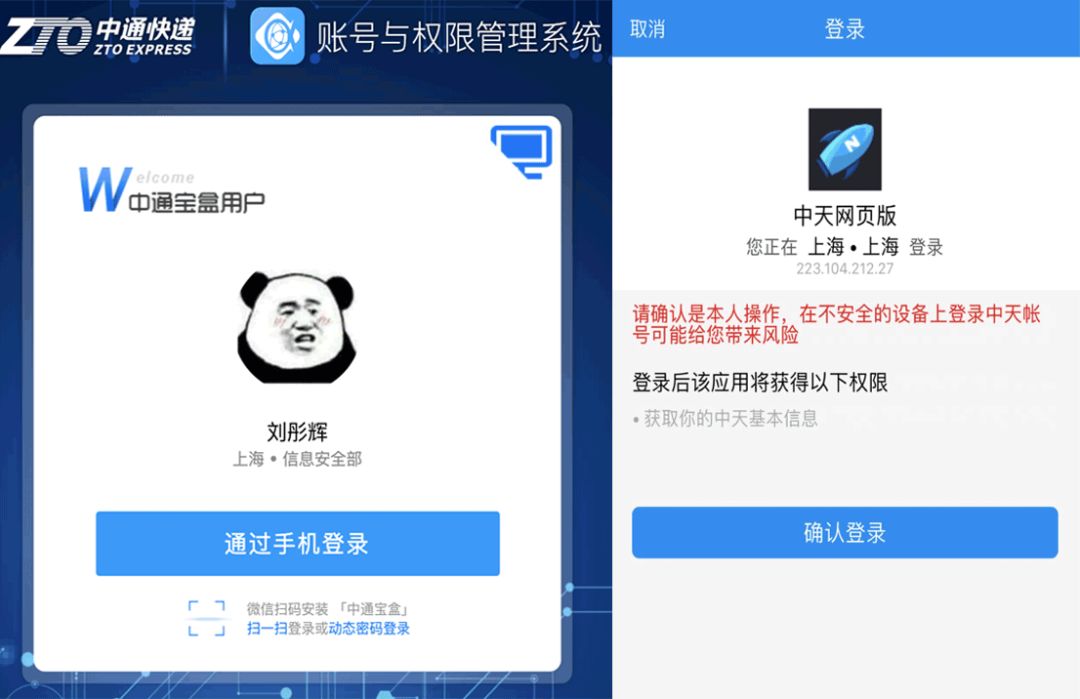 ZTO 中通快递
ZTO EXPRESS
账号与权限管理系统
Welcome
中通宝盒用户
刘彤辉
上海 • 信息安全部
通过手机登录
微信扫码安装 「中通宝盒」
扫一扫登录或动态密码登录
取消
登录
N
中天网页版
您正在 上海 • 上海 登录
223.104.212.27
请确认是本人操作，在不安全的设备上登录中天帐
号可能给您带来风险
登录后该应用将获得以下权限
• 获取你的中天基本信息
确认登录